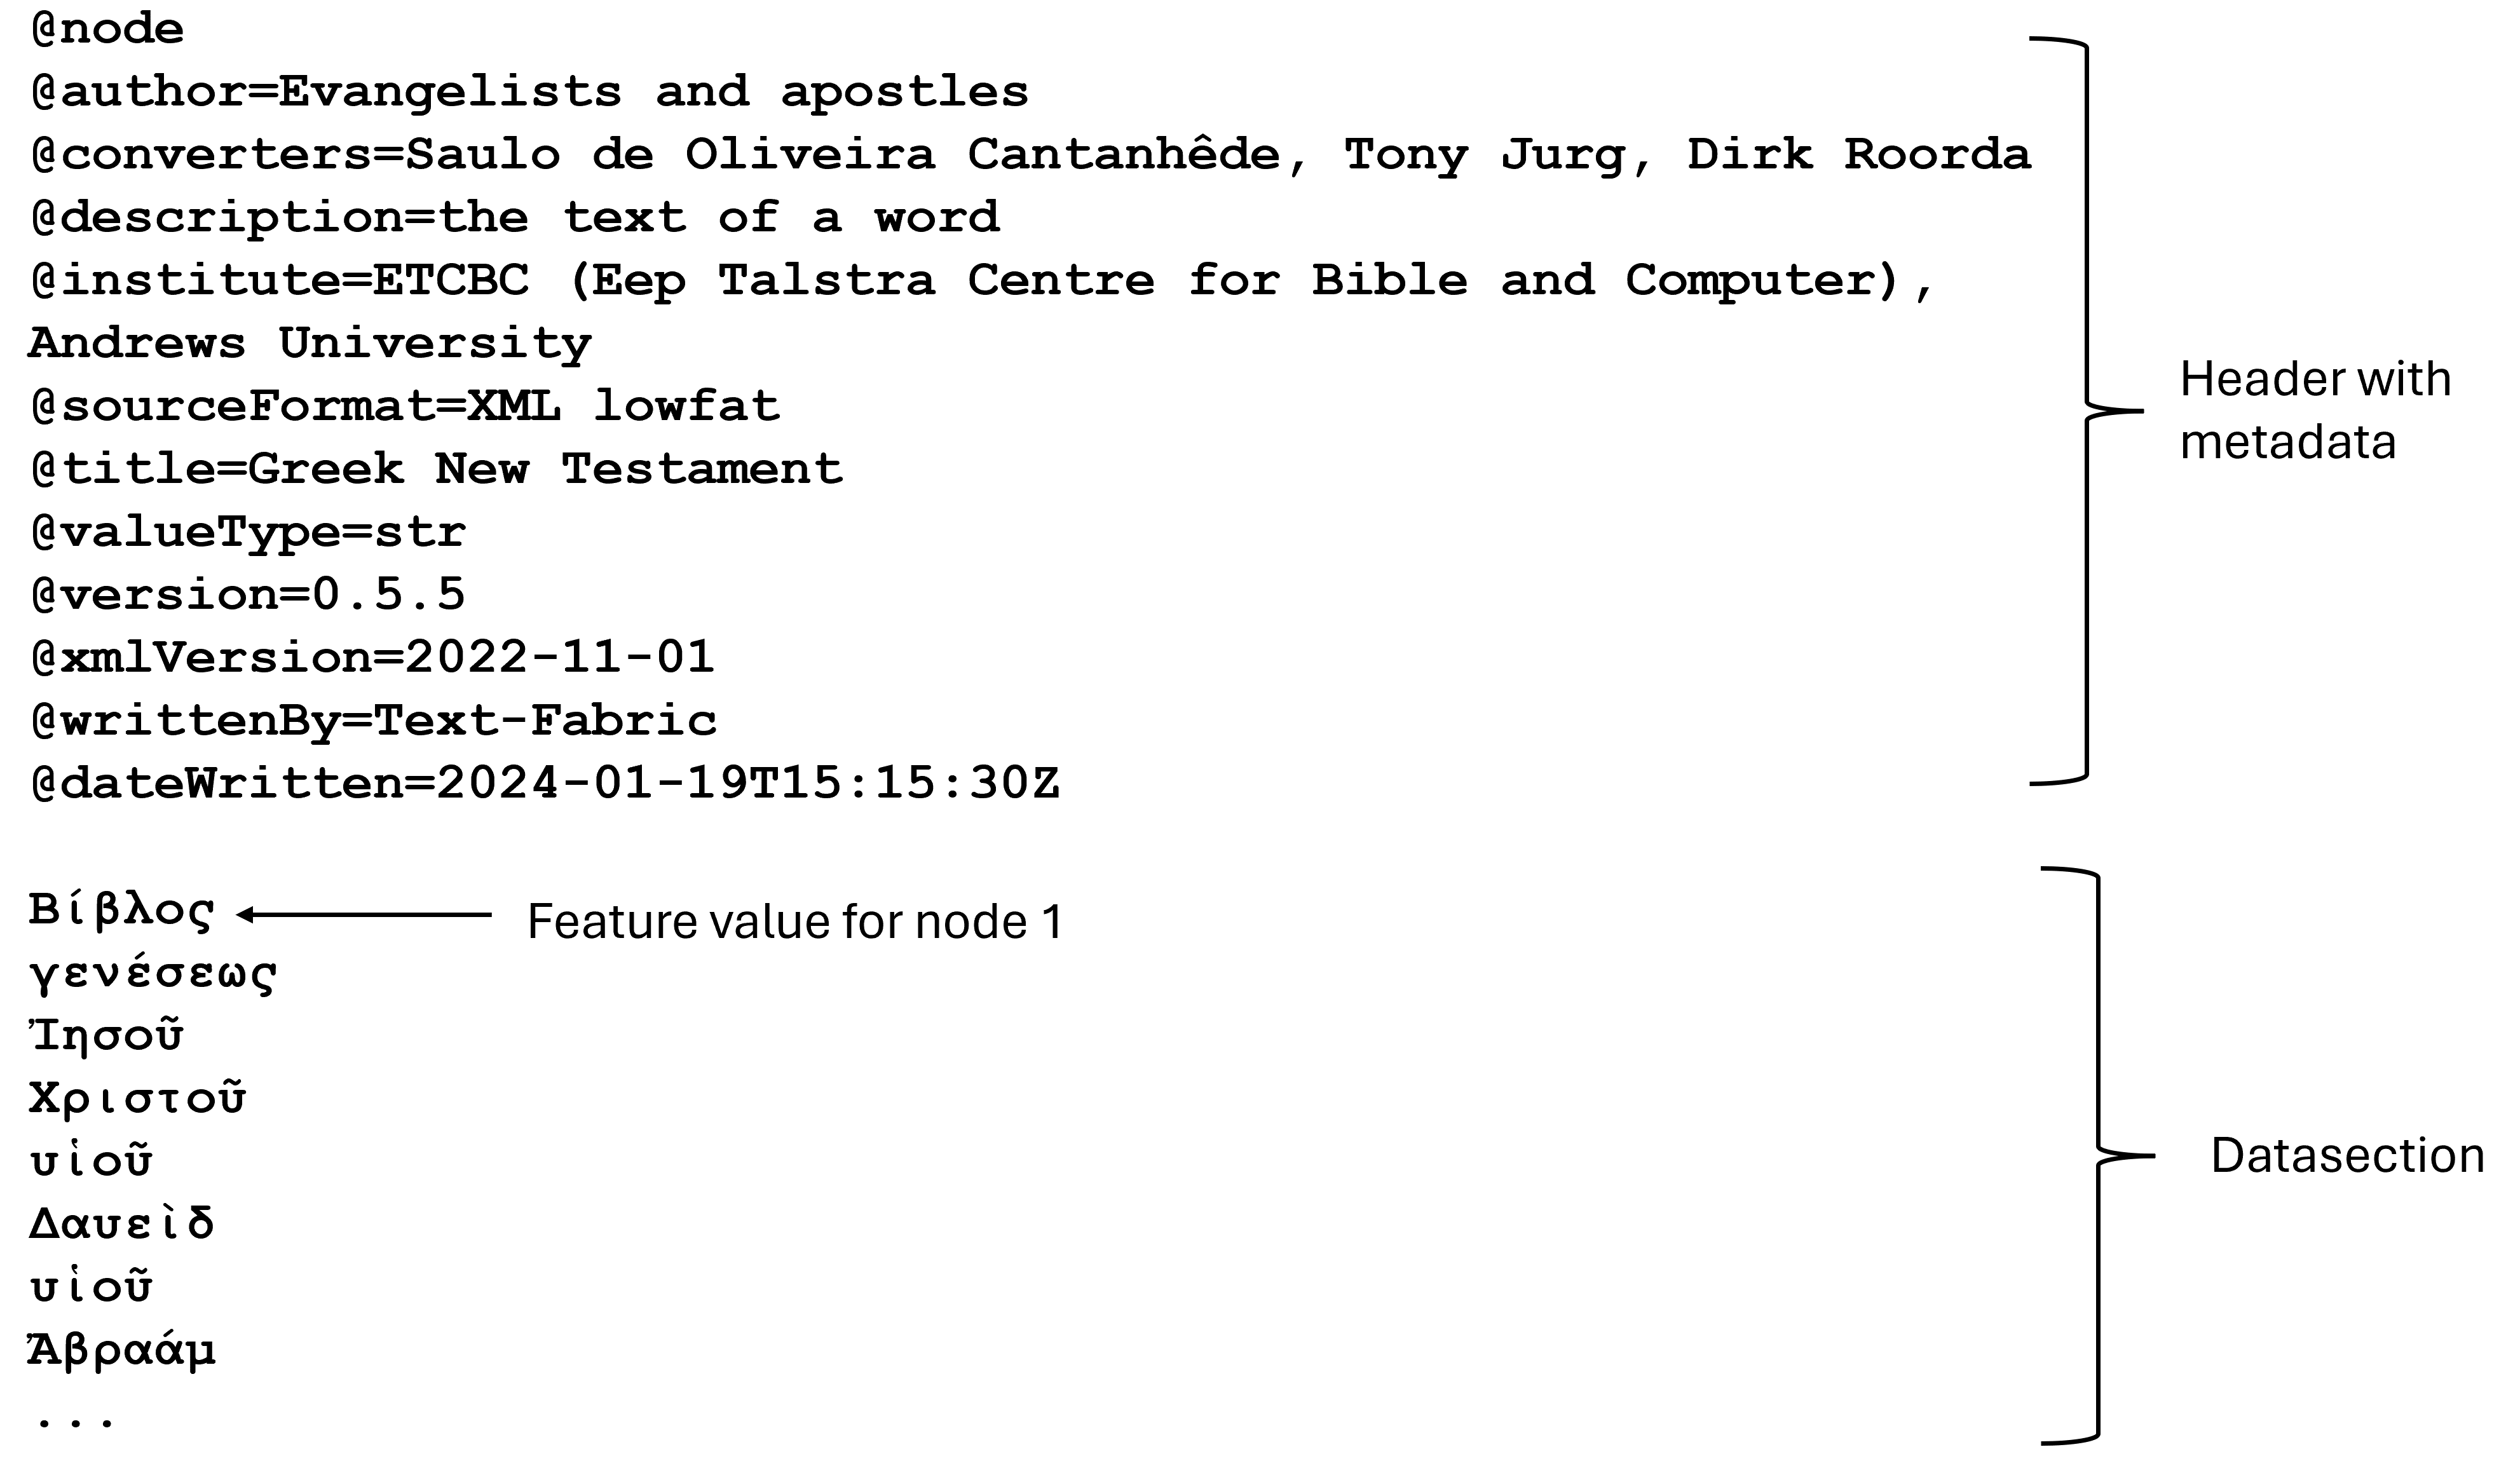 @node
@author=Evangelists and apostles
@converters=Saulo de Oliveira Cantanhêde, Tony Jurg, Dirk Roorda
@description=the text of a word
@institute=ETCBC (Eep Talstra Centre for Bible and Computer),
Andrews University
@sourceFormat=XML lowfat
@title=Greek New Testament
@valueType=str
@version=0.5.5
@xmlVersion=2022-11-01
@writtenBy=Text-Fabric
@dateWritten=2024-01-19T15:15:30Z
Header with
metadata
Βίβλος
Feature value for node 1
γενέσεως
Ἰησοῦ
Χριστοῦ
υἱοῦ
Δαυεὶδ
υἱοῦ
Ἀβραάμ
...
Datasection